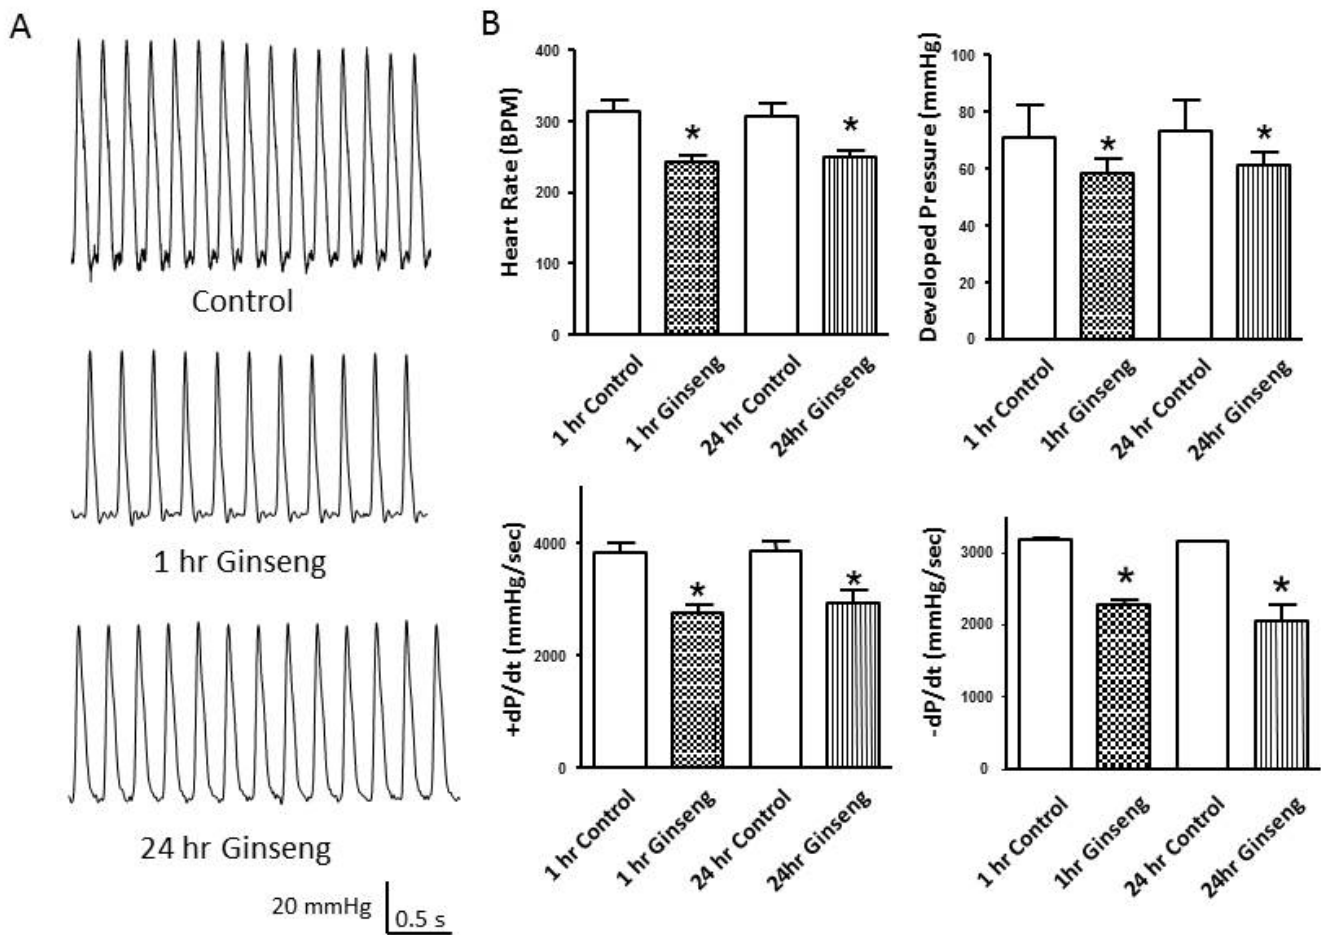 A
Control
1 hr Ginseng
24 hr Ginseng
20 mmHg
0.5 s
B
Heart Rate (BPM)
400
300
200
100
0
*
*
1 hr Control
1 hr Ginseng
24 hr Control
24hr Ginseng
Developed Pressure (mmHg)
100
80
60
40
20
0
*
*
1 hr Control
1hr Ginseng
24 hr Control
24hr Ginseng
+dP/dt (mmHg/sec)
4000
2000
0
*
*
1 hr Control
1 hr Ginseng
24 hr Control
24hr Ginseng
-dP/dt (mmHg/sec)
3000
2000
1000
0
*
*
1 hr Control
1hr Ginseng
24 hr Control
24hr Ginseng